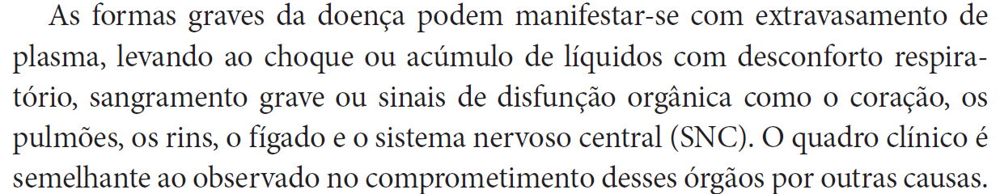 As formas graves da doença podem manifestar-se com extravasamento de
plasma, levando ao choque ou acúmulo de líquidos com desconforto respira-
tório, sangramento grave ou sinais de disfunção orgânica como o coração, os
pulmões, os rins, o fígado e o sistema nervoso central (SNC). O quadro clínico é
semelhante ao observado no comprometimento desses órgãos por outras causas.